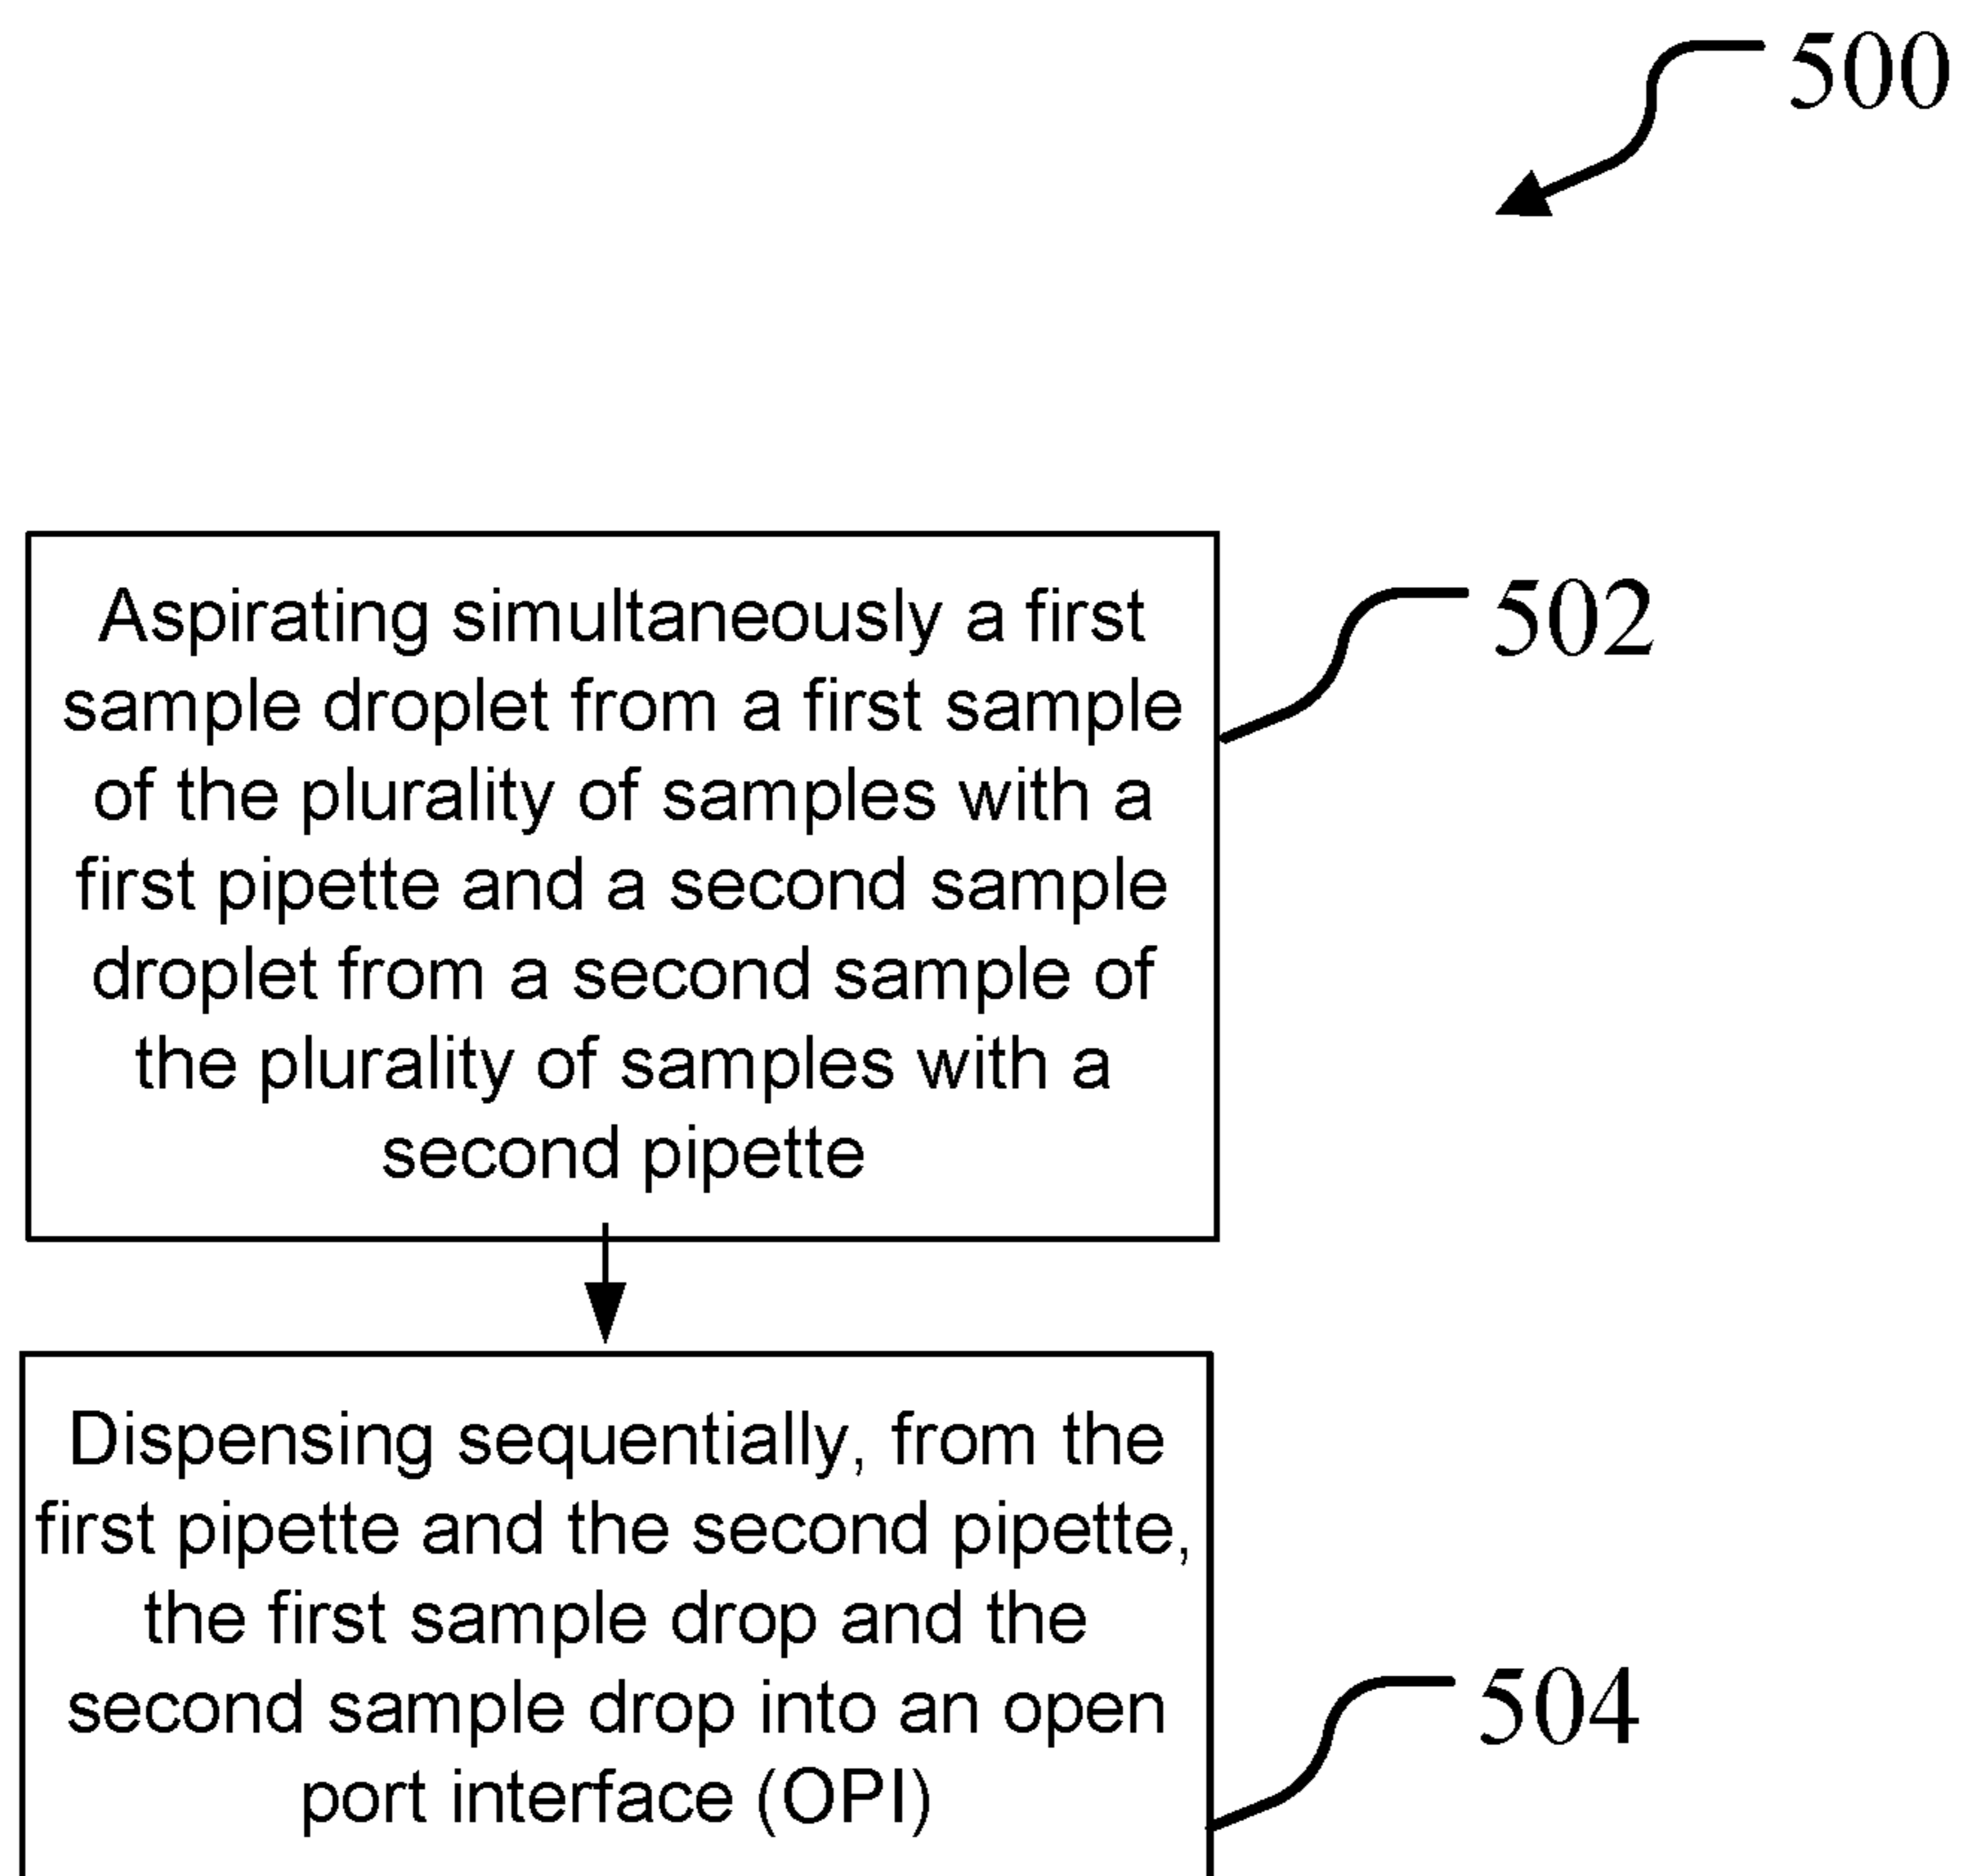 500
Aspirating simultaneously a first
sample droplet from a first sample
of the plurality of samples with a
first pipette and a second sample
droplet from a second sample of
the plurality of samples with a
second pipette
502
Dispensing sequentially, from the
first pipette and the second pipette,
the first sample drop and the
second sample drop into an open
port interface (OPI)
504